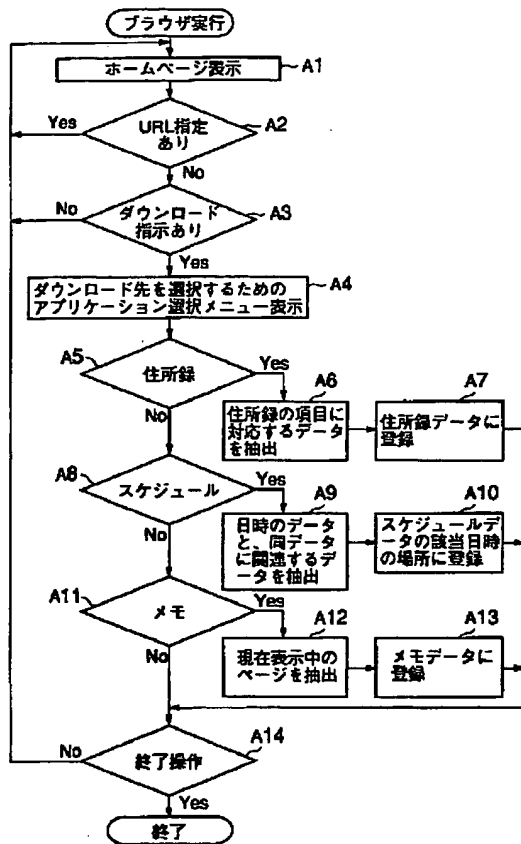 ブラウザ実行
ホームページ表示
A1
URL指定
あり
A2
Yes
No
ダウンロード
指示あり
A3
No
Yes
A4
ダウンロード先を選択するための
アプリケーション選択メニュー表示
A5
住所録
Yes
No
A6
住所録の項目に
対応するデータ
を抽出
A7
住所録データに
登録
A8
スケジュール
Yes
No
A9
日時のデータ
と、同データ
に関連するデー
タを抽出
A10
スケジュールデ
ータの該当日時
の場所に登録
A11
メモ
Yes
No
A12
現在表示中の
ページを抽出
A13
メモデータに
登録
A14
終了操作
No
Yes
終了